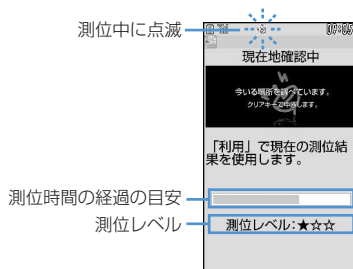 測位中に点滅
09:05
現在地確認中
今いる場所を調べています。
クリアキーで中断します。
「利用」で現在の測位結
果を使用します。
測位時間の経過の目安
測位レベル
測位レベル:★☆☆